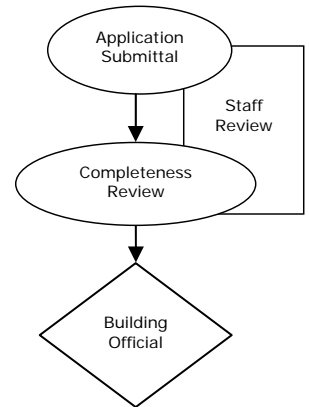 Application
Submittal
Staff
Review
Completeness
Review
Building
Official